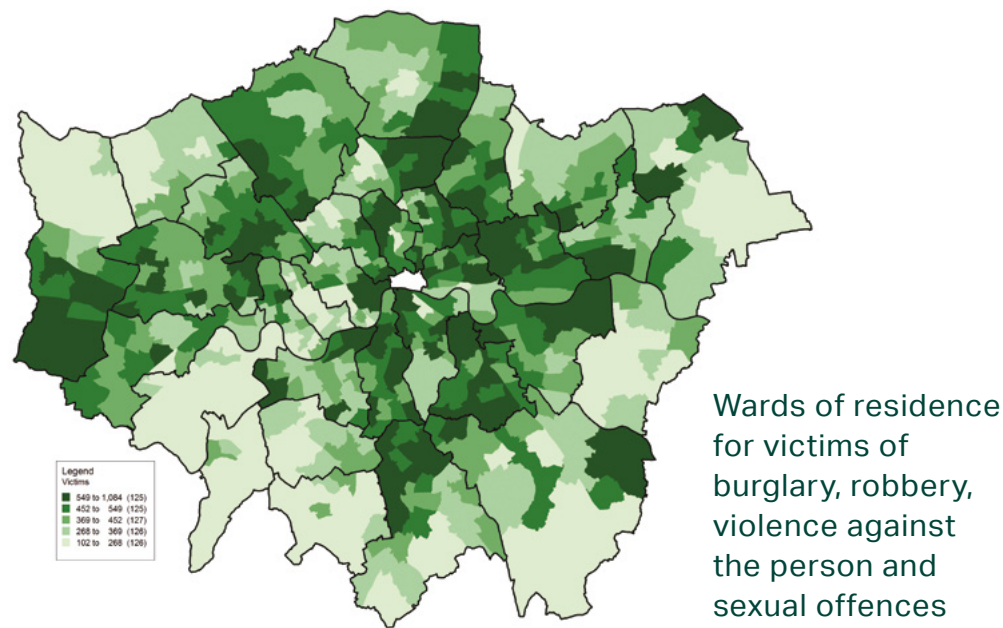 Legend
Victims
549 to 1,084 (125)
452 to 549 (125)
369 to 452 (127)
268 to 369 (126)
102 to 268 (126)
Wards of residence
for victims of
burglary, robbery,
violence against
the person and
sexual offences